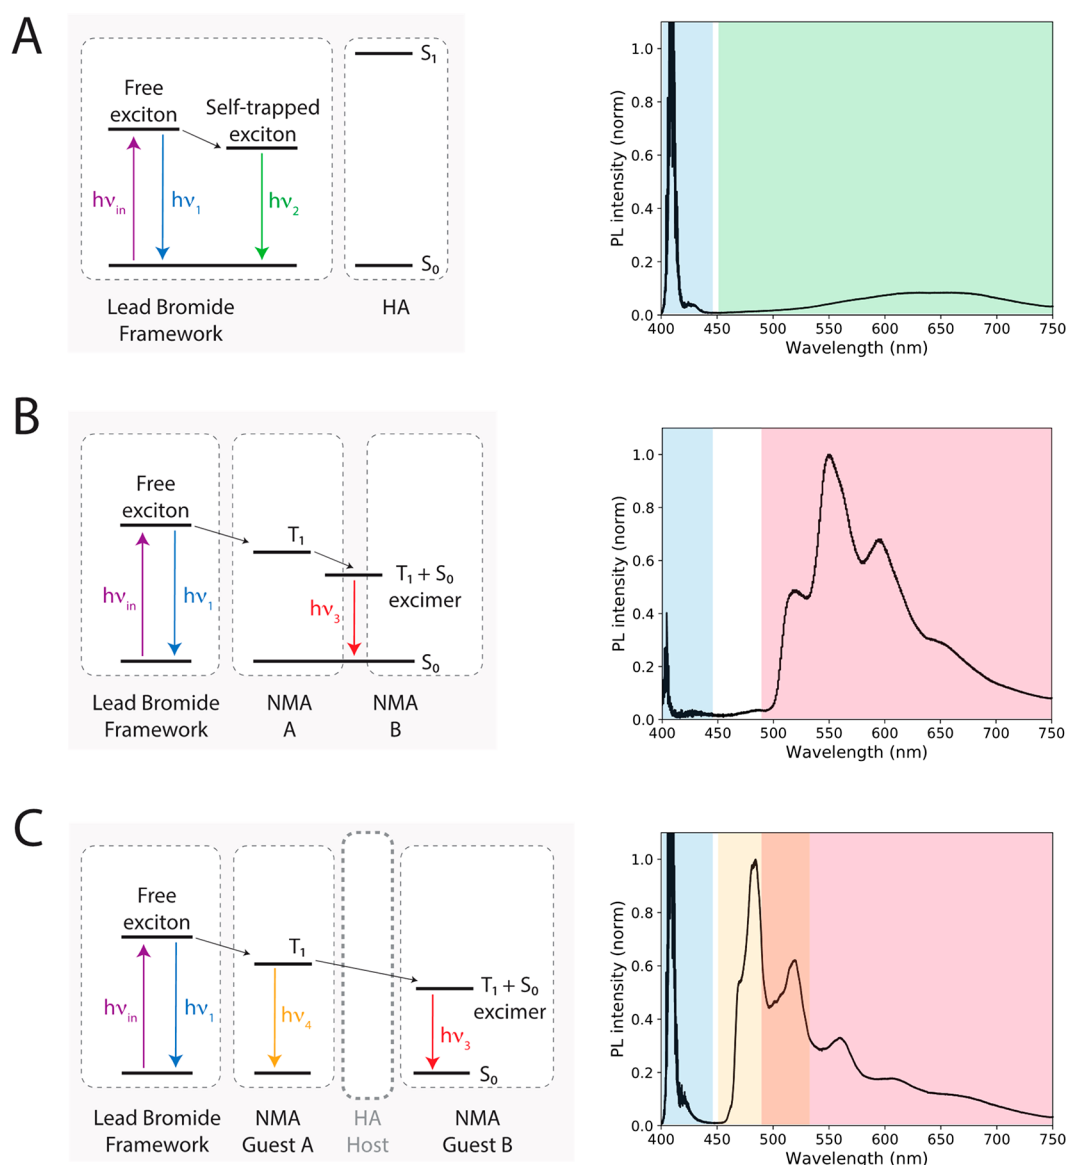 A
Free
exciton
Self-trapped
exciton
S₁
hνin
hν₁
hν₂
S₀
Lead Bromide
Framework
HA
PL intensity (norm)
1.0
0.8
0.6
0.4
0.2
0.0
400 450 500 550 600 650 700 750
Wavelength (nm)
B
Free
exciton
T₁
T₁ + S₀
excimer
hνin
hν₁
hν₃
S₀
Lead Bromide
Framework
NMA
A
NMA
B
PL intensity (norm)
1.0
0.8
0.6
0.4
0.2
0.0
400 450 500 550 600 650 700 750
Wavelength (nm)
C
Free
exciton
T₁
T₁ + S₀
excimer
hνin
hν₁
hν₄
hν₃
S₀
Lead Bromide
Framework
NMA
Guest A
HA
Host
NMA
Guest B
PL intensity (norm)
1.0
0.8
0.6
0.4
0.2
0.0
400 450 500 550 600 650 700 750
Wavelength (nm)